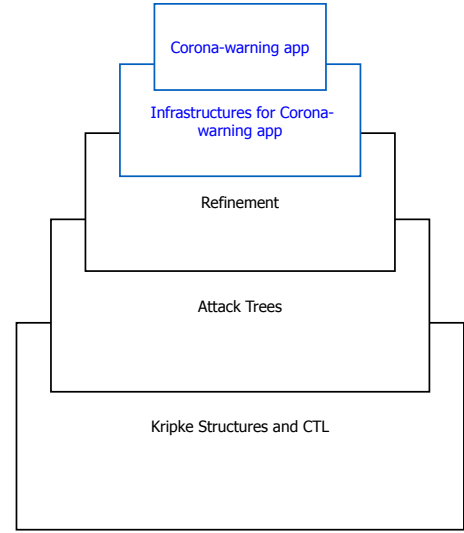 Corona-warning app
Infrastructures for Corona-
warning app
Refinement
Attack Trees
Kripke Structures and CTL